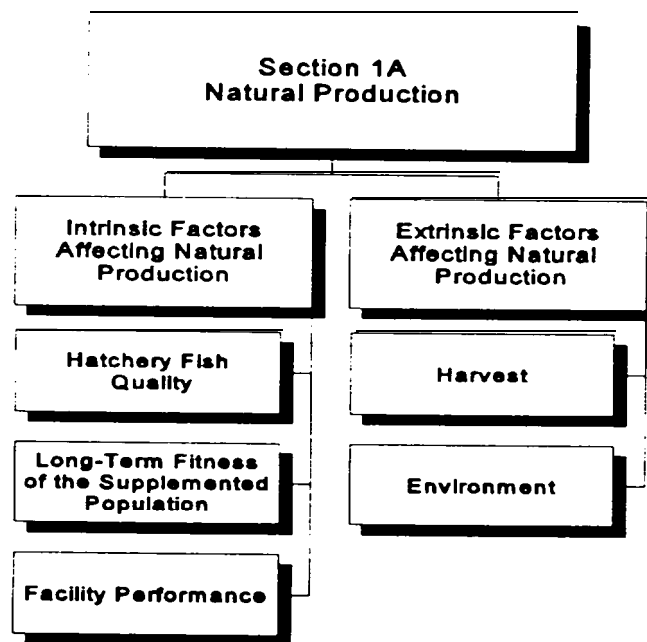 Section 1A
Natural Production
Intrinsic Factors
Affecting Natural
Production
Extrinsic Factors
Affecting Natural
Production
Hatchery Fish
Quality
Harvest
Long-Term Fitness
of the Supplemented
Population
Environment
Facility Performance